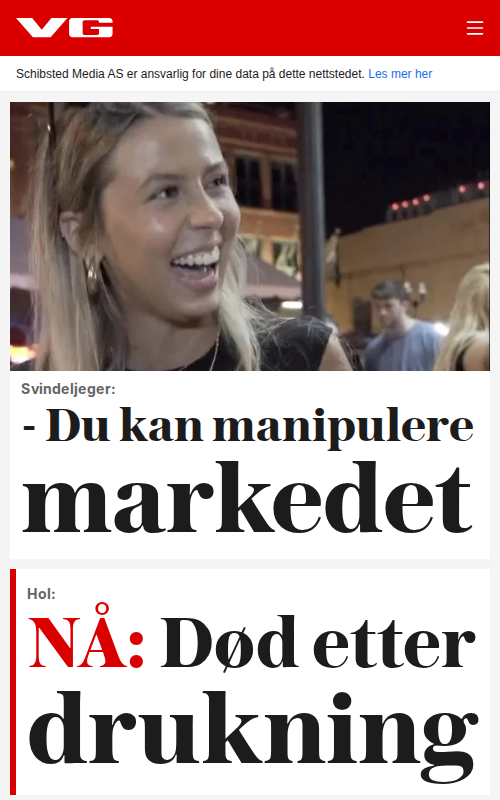 VG
Schibsted Media AS er ansvarlig for dine data på dette nettstedet. Les mer her
Svindeljeger:
- Du kan manipulere
markedet
Hol:
NÅ: Død etter
drukning